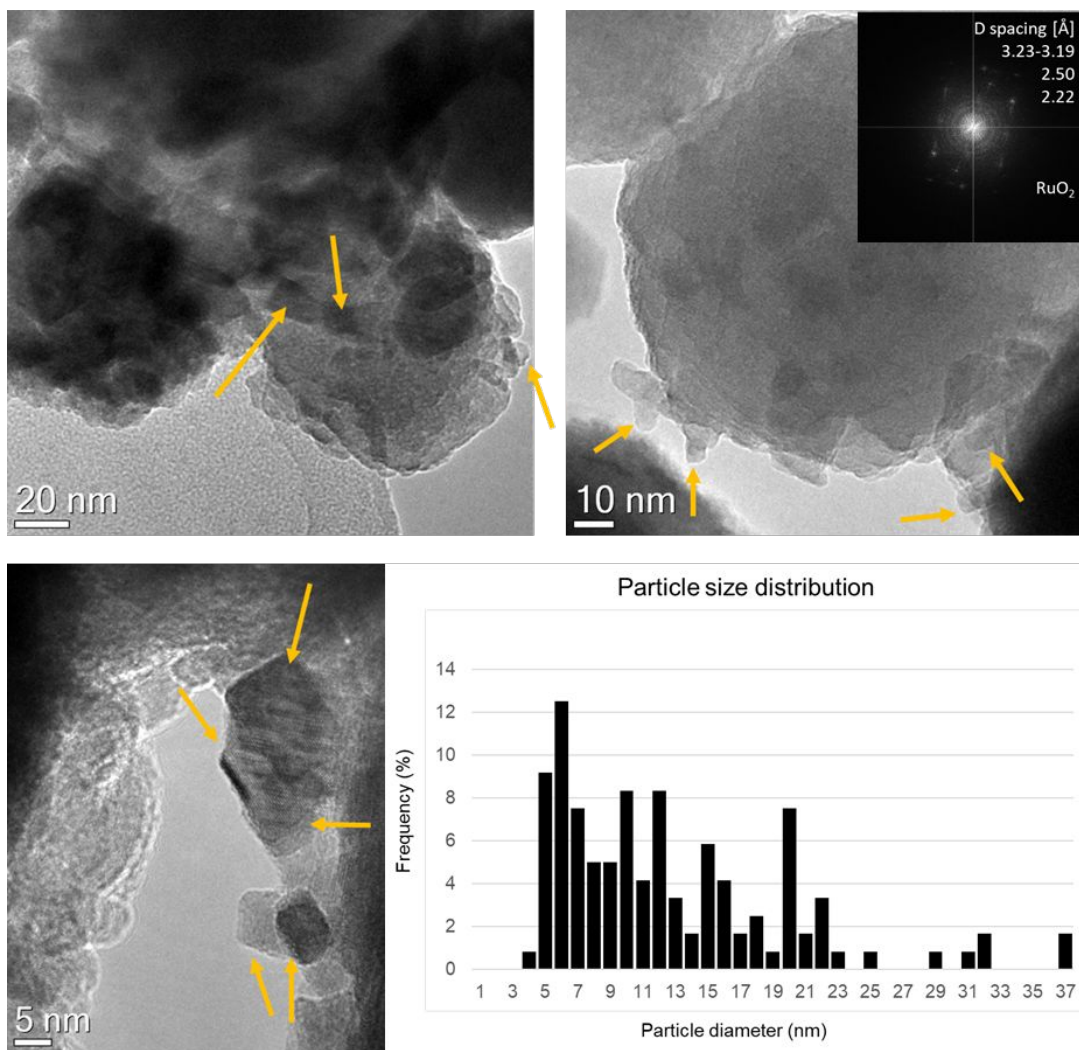 D spacing [Å]
3.23-3.19
2.50
2.22
RuO₂
20 nm
10 nm
5 nm
Particle size distribution
Frequency (%)
14
12
10
8
6
4
2
0
1 3 5 7 9 11 13 15 17 19 21 23 25 27 29 31 33 35 37
Particle diameter (nm)